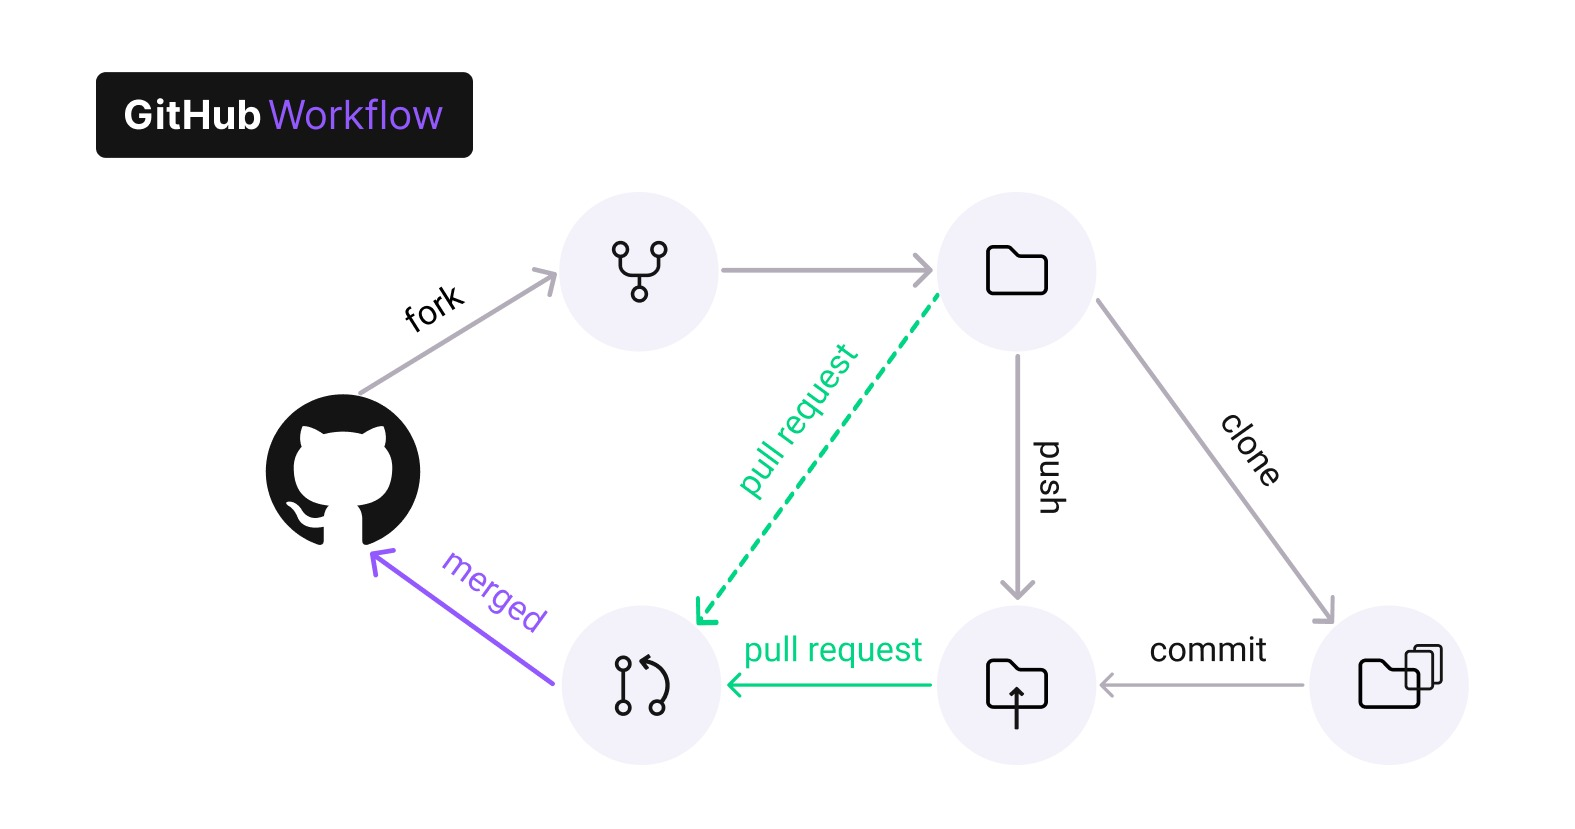 GitHub Workflow
fork
pull request
push
clone
merged
pull request
commit